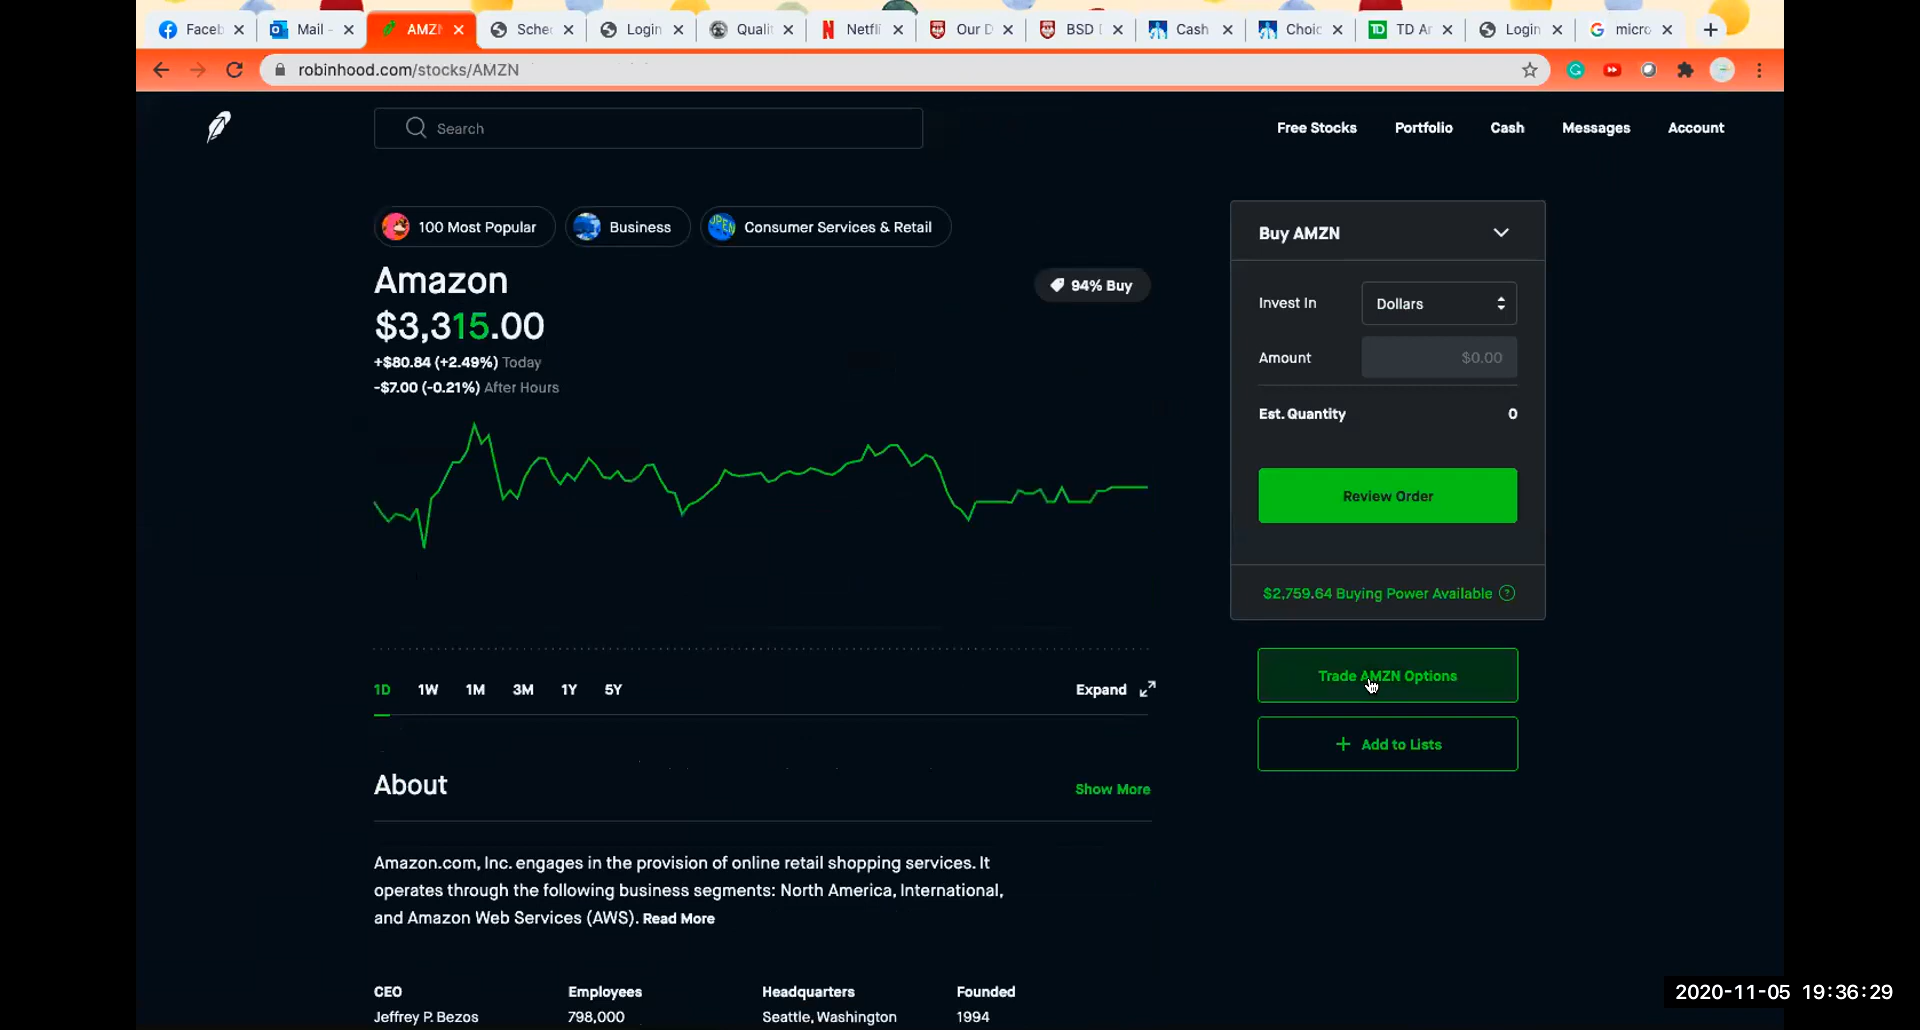 Faceb
Mail -
AMZN
Sched
Login
Qualit
Netfli
Our D
BSD
Cash
Choic
TD Ar
Login
micro
robinhood.com/stocks/AMZN
Search
Free Stocks
Portfolio
Cash
Messages
Account
100 Most Popular
Business
Consumer Services & Retail
Amazon
94% Buy
$3,315.00
+$80.84 (+2.49%) Today
-$7.00 (-0.21%) After Hours
Buy AMZN
Invest In
Dollars
Amount
$0.00
Est. Quantity
0
Review Order
$2,759.64 Buying Power Available ?
1D
1W
1M
3M
1Y
5Y
Expand
Trade AMZN Options
+ Add to Lists
About
Show More
Amazon.com, Inc. engages in the provision of online retail shopping services. It
operates through the following business segments: North America, International,
and Amazon Web Services (AWS). Read More
CEO
Employees
Headquarters
Founded
Jeffrey P. Bezos
798,000
Seattle, Washington
1994
2020-11-05 19:36:29